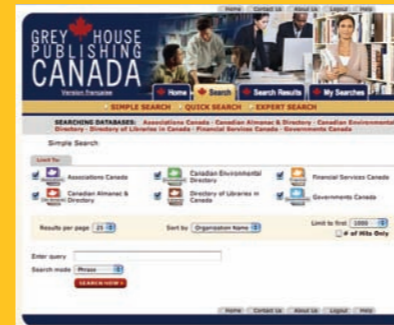 Home Contact Us About Us Logout Help
GREY HOUSE
PUBLISHING
CANADA
Version française
Home Search Search Results My Searches
SIMPLE SEARCH QUICK SEARCH EXPERT SEARCH
SEARCHING DATABASES: Associations Canada - Canadian Almanac & Directory - Canadian Environmental
Directory - Directory of Libraries in Canada - Financial Services Canada - Governments Canada
Simple Search
Limit To:
Associations Canada
Canadian Environmental
Directory
Financial Services Canada
Canadian Almanac &
Directory
Directory of Libraries in
Canada
Governments Canada
Results per page 25
Sort by Organization Name
Limit to first 1000
# of Hits Only
Enter query
Search mode Phrase
SEARCH NOW >
Home Contact Us About Us Logout Help